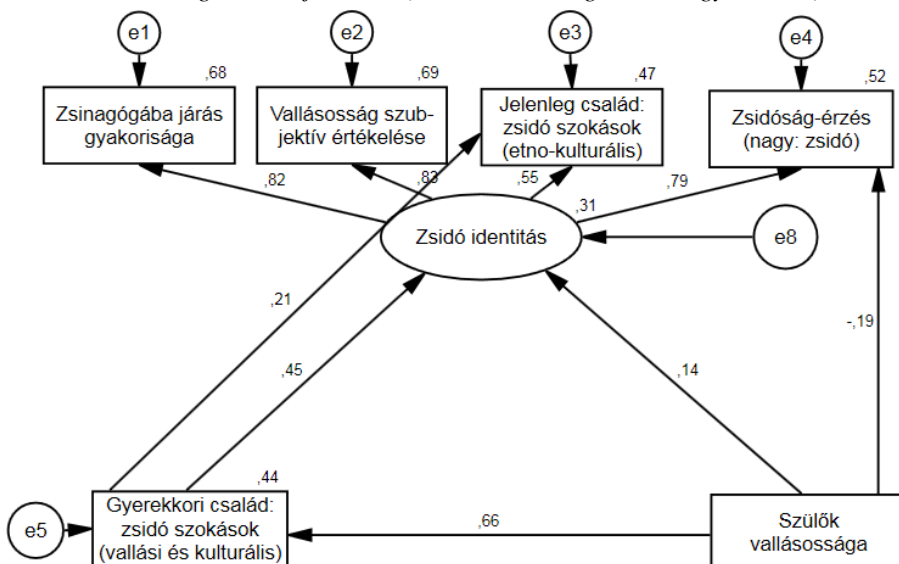 e1
e2
e3
e4
,68
,69
,47
,52
Zsinagógába járás
gyakorisága
Vallásosság szub-
jektív értékelése
Jelenleg család:
zsidó szokások
(etno-kulturális)
Zsidóság-érzés
(nagy: zsidó)
,82
,83
,55
,79
,31
Zsidó identitás
e8
,21
,45
,14
-,19
,44
e5
Gyerekkori család:
zsidó szokások
(vallási és kulturális)
,66
Szülők
vallásossága